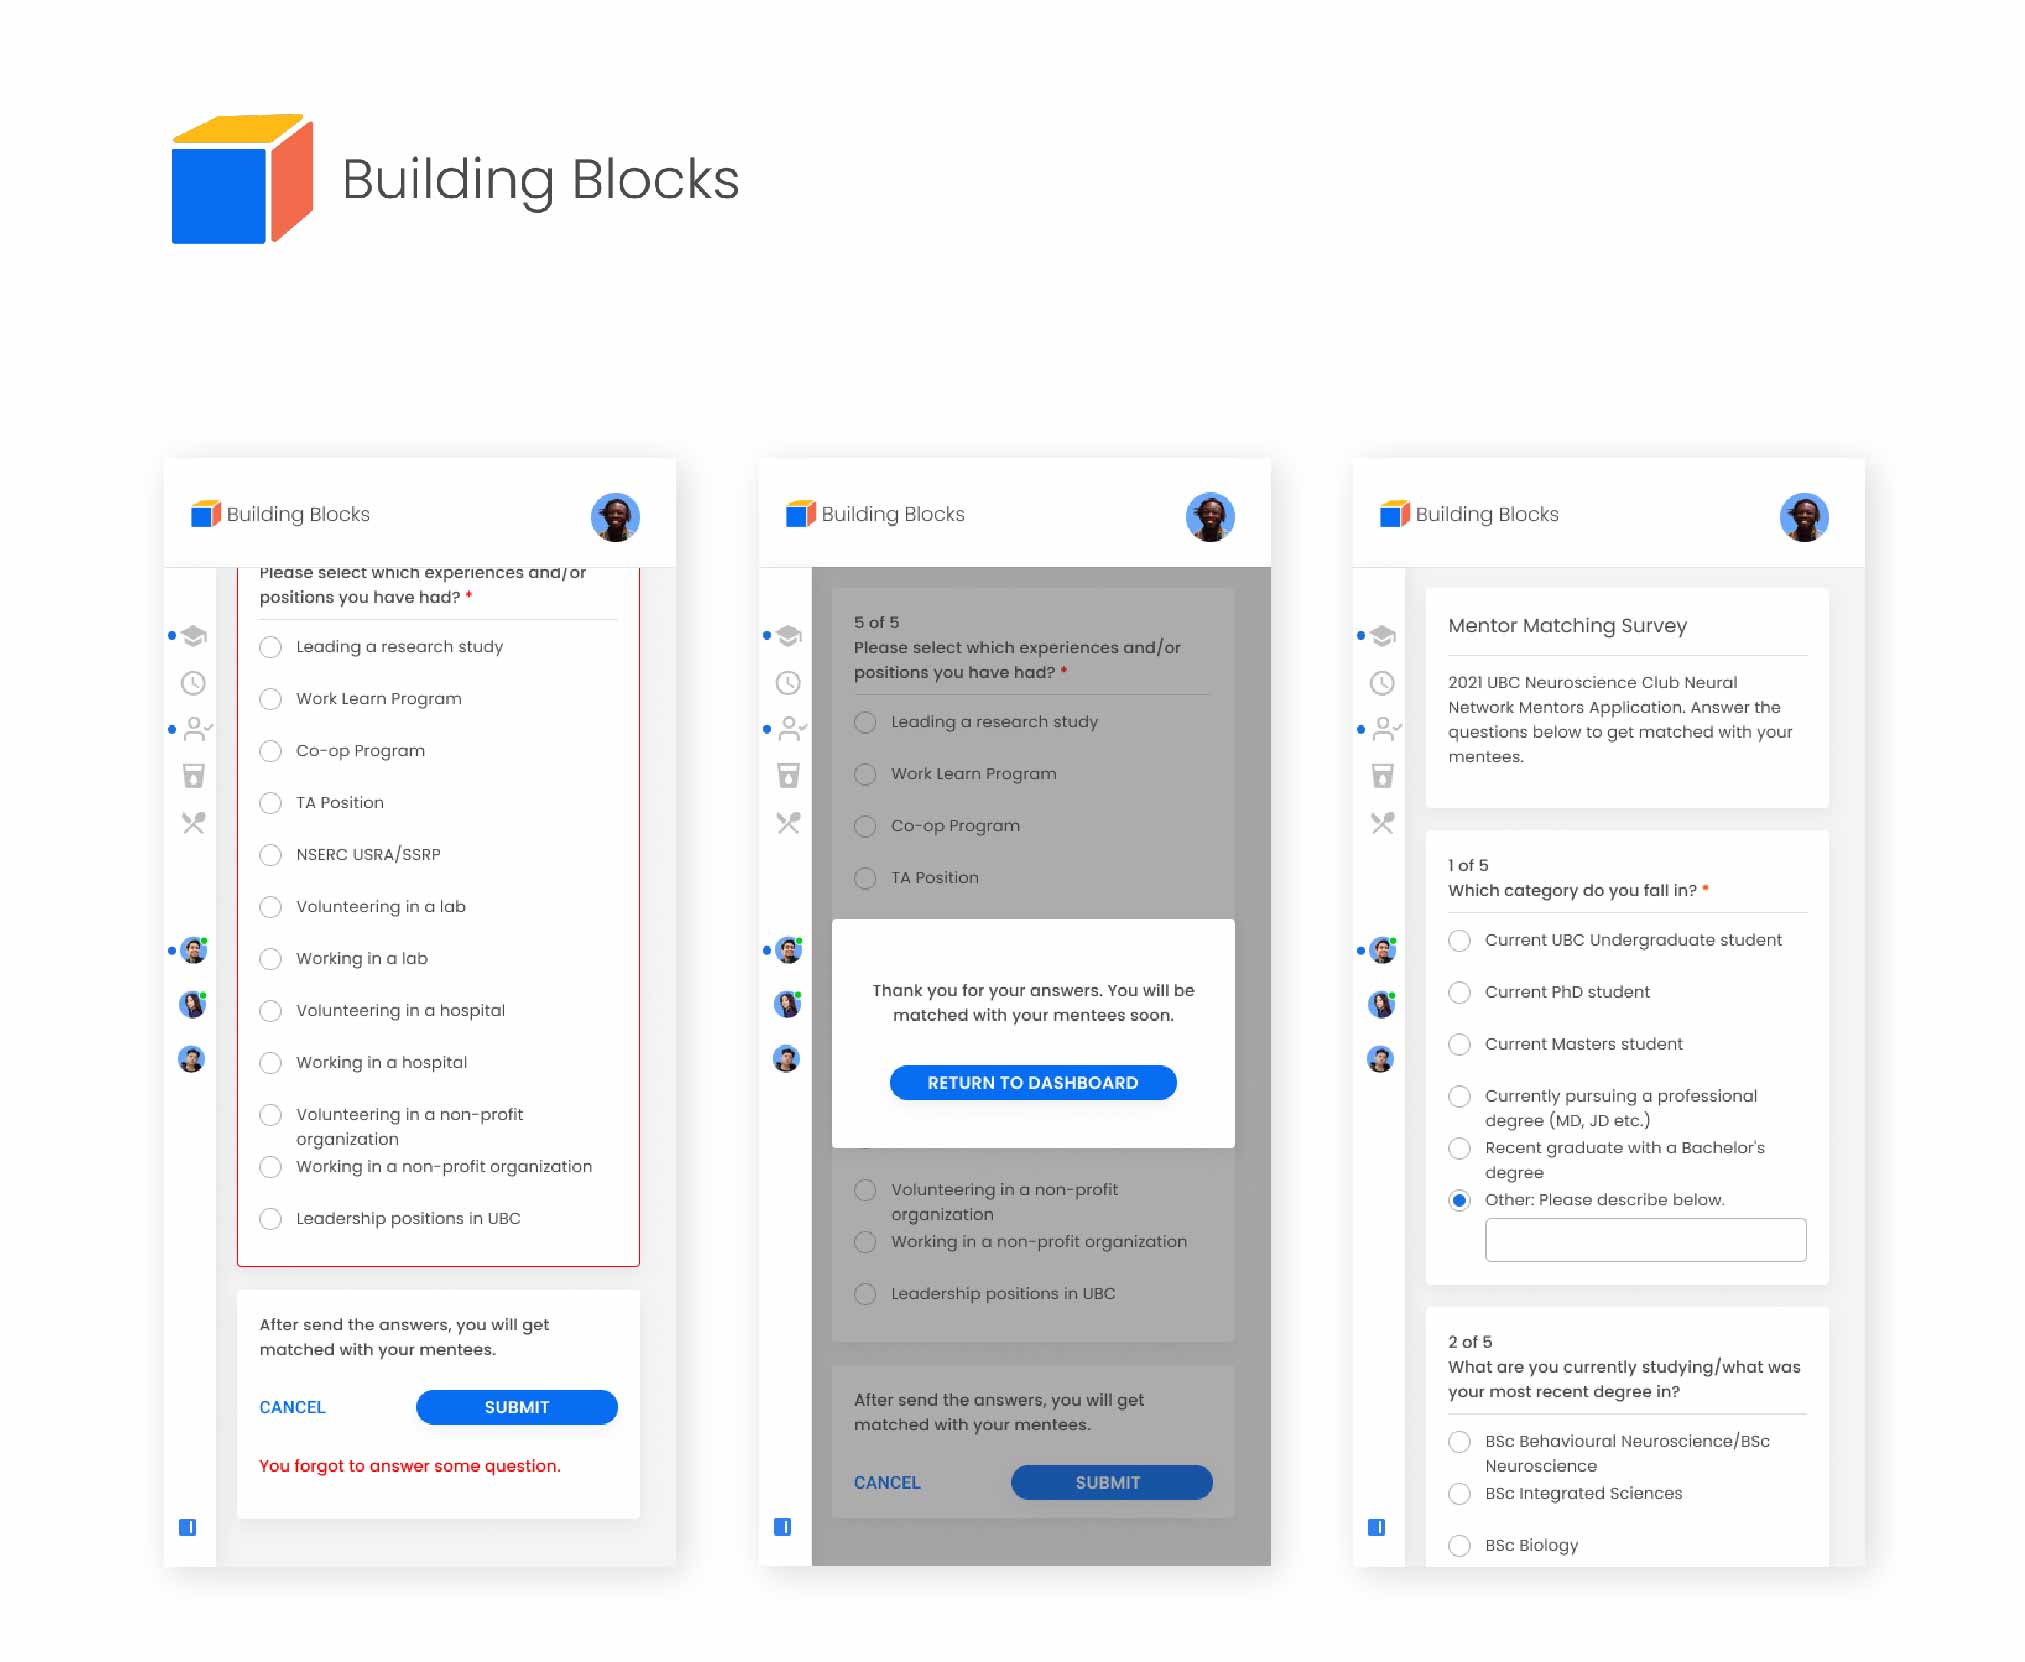 Building Blocks
Building Blocks
Please select which experiences and/or
positions you have had? *
Leading a research study
Work Learn Program
Co-op Program
TA Position
NSERC USRA/SSRP
Volunteering in a lab
Working in a lab
Volunteering in a hospital
Working in a hospital
Volunteering in a non-profit
organization
Working in a non-profit organization
Leadership positions in UBC
After send the answers, you will get
matched with your mentees.
CANCEL
SUBMIT
You forgot to answer some question.
Building Blocks
5 of 5
Please select which experiences and/or
positions you have had? *
Leading a research study
Work Learn Program
Co-op Program
TA Position
Thank you for your answers. You will be
matched with your mentees soon.
RETURN TO DASHBOARD
Volunteering in a non-profit
organization
Working in a non-profit organization
Leadership positions in UBC
After send the answers, you will get
matched with your mentees.
CANCEL
SUBMIT
Building Blocks
Mentor Matching Survey
2021 UBC Neuroscience Club Neural
Network Mentors Application. Answer the
questions below to get matched with your
mentees.
1 of 5
Which category do you fall in? *
Current UBC Undergraduate student
Current PhD student
Current Masters student
Currently pursuing a professional
degree (MD, JD etc.)
Recent graduate with a Bachelor's
degree
Other: Please describe below.
2 of 5
What are you currently studying/what was
your most recent degree in?
BSc Behavioural Neuroscience/BSc
Neuroscience
BSc Integrated Sciences
BSc Biology